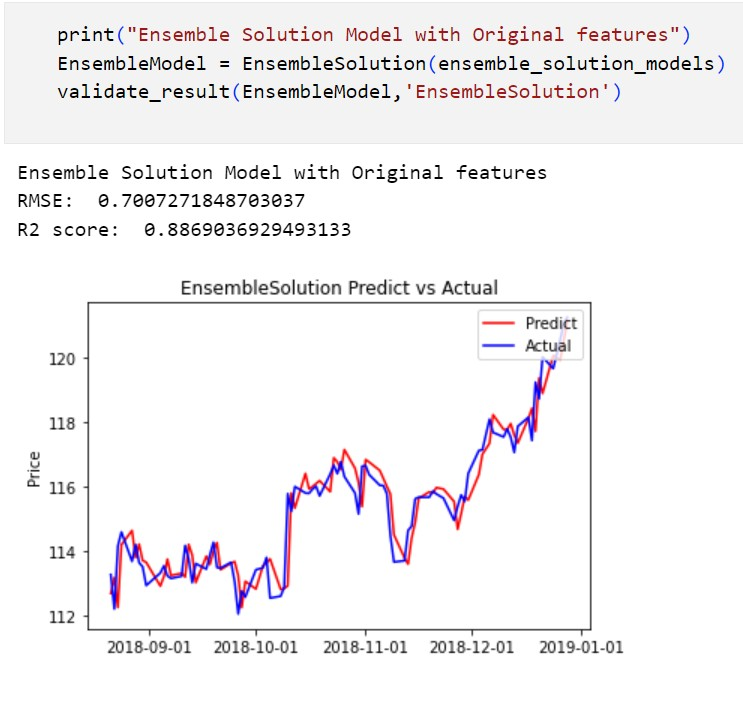 print("Ensemble Solution Model with Original features")
EnsembleModel = EnsembleSolution(ensemble_solution_models)
validate_result(EnsembleModel,'EnsembleSolution')
Ensemble Solution Model with Original features
RMSE:  0.7007271848703037
R2 score:  0.8869036929493133
EnsembleSolution Predict vs Actual
Predict
Actual
120
118
116
114
112
Price
2018-09-01 2018-10-01 2018-11-01 2018-12-01 2019-01-01